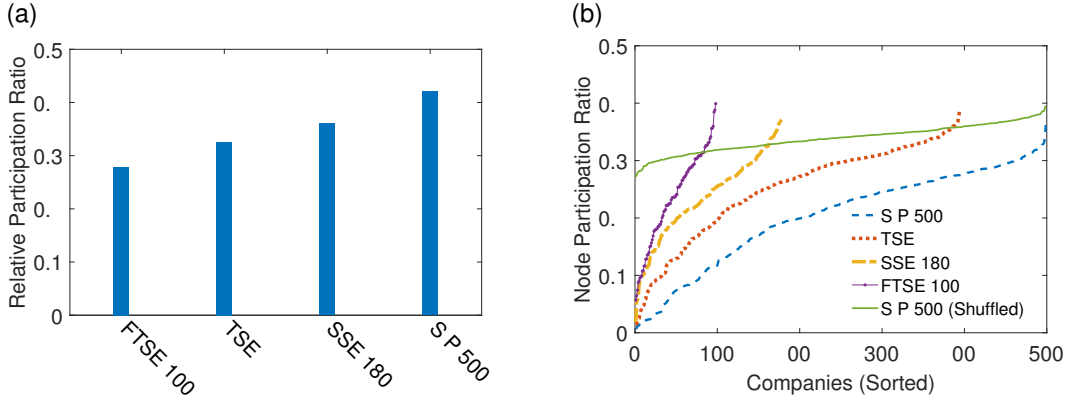 (a)
Relative Participation Ratio
0.5
0.
0.3
0.
0.1
0
FTSE 100
TSE
SSE 180
S P 500
(b)
Node Participation Ratio
0.5
0.
0.3
0.
0.1
0
S P 500
TSE
SSE 180
FTSE 100
S P 500 (Shuffled)
0 100 00 300 00 500
Companies (Sorted)